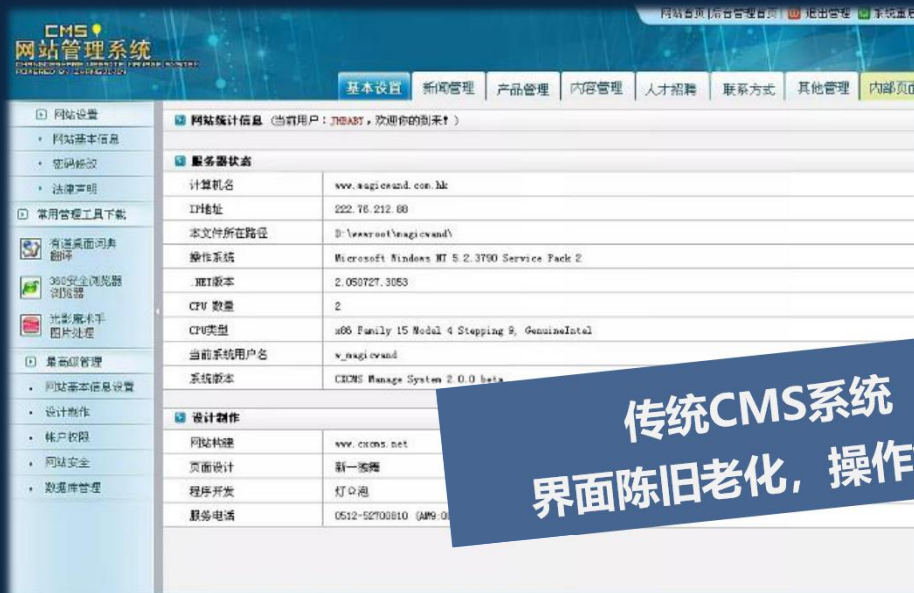 网站首页|后台管理首页|退出管理 系统重启
CMS
网站管理系统
基本设置 新闻管理 产品管理 内容管理 人才招聘 联系方式 其他管理 内部页面
网站设置
网站基本信息
密码修改
法律声明
常用管理工具下载
有道桌面词典
翻译
360安全浏览器
浏览器
光影魔术手
图片处理
最高级管理
网站基本信息设置
设计制作
帐户权限
网站安全
数据库管理
网站统计信息 (当前用户:JHBABY,欢迎你的到来!)
服务器状态
计算机名 www.magicwand.com.hk
IP地址 222.76.212.88
本文件所在路径 D:\wwwroot\magicwand\
操作系统 Microsoft Windows NT 5.2.3790 Service Pack 2
.NET版本 2.050727.3053
CPU 数量 2
CPU类型 x86 Family 15 Model 4 Stepping 9, GenuineIntel
当前系统用户名 w_magicwand
系统版本 CXCMS Manage System 2.0.0 beta
设计制作
网站构建 www.cxcms.net
页面设计
程序开发 灯の泡
服务电话 0512-52700810 (AM9:0
传统CMS系统
界面陈旧老化，操作